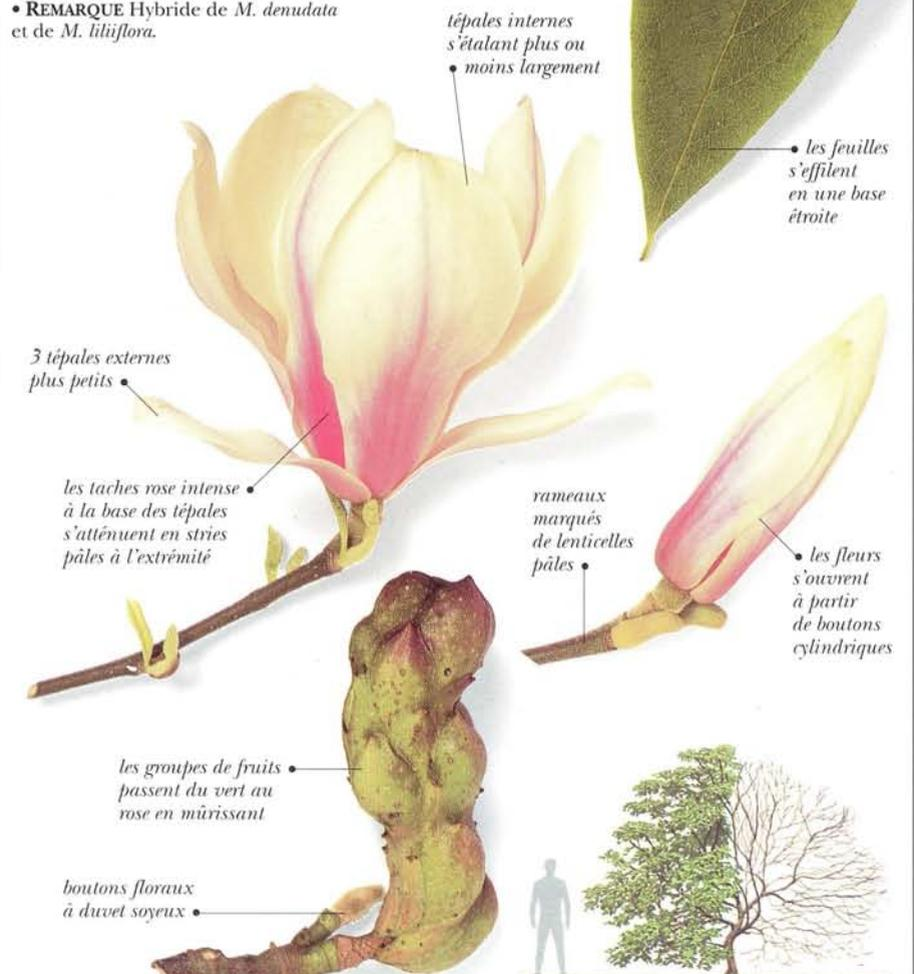 • REMARQUE Hybride de M. denudata
et de M. liliiflora.
tépales internes
s'étalant plus ou
moins largement
les feuilles
s'effilent
en une base
étroite
3 tépales externes
plus petits
les taches rose intense
à la base des tépales
s'atténuent en stries
pâles à l'extrémité
rameaux
marqués
de lenticelles
pâles
les fleurs
s'ouvrent
à partir
de boutons
cylindriques
les groupes de fruits
passent du vert au
rose en mûrissant
boutons floraux
à duvet soyeux